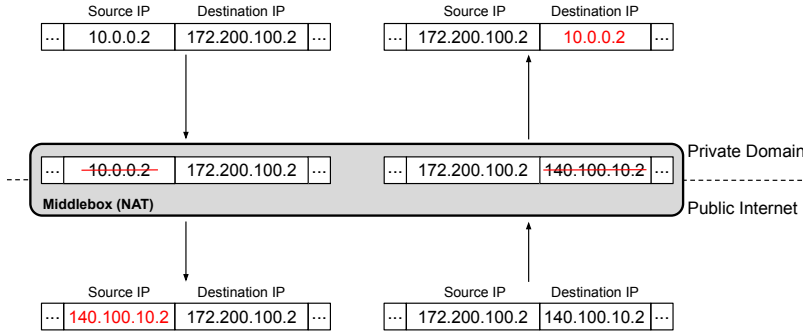 Source IP Destination IP Source IP Destination IP
... 10.0.0.2 172.200.100.2 ... ... 172.200.100.2 10.0.0.2 ...
Private Domain
... 10.0.0.2 172.200.100.2 ... ... 172.200.100.2 140.100.10.2 ...
Middlebox (NAT)
Public Internet
Source IP Destination IP Source IP Destination IP
... 140.100.10.2 172.200.100.2 ... ... 172.200.100.2 140.100.10.2 ...